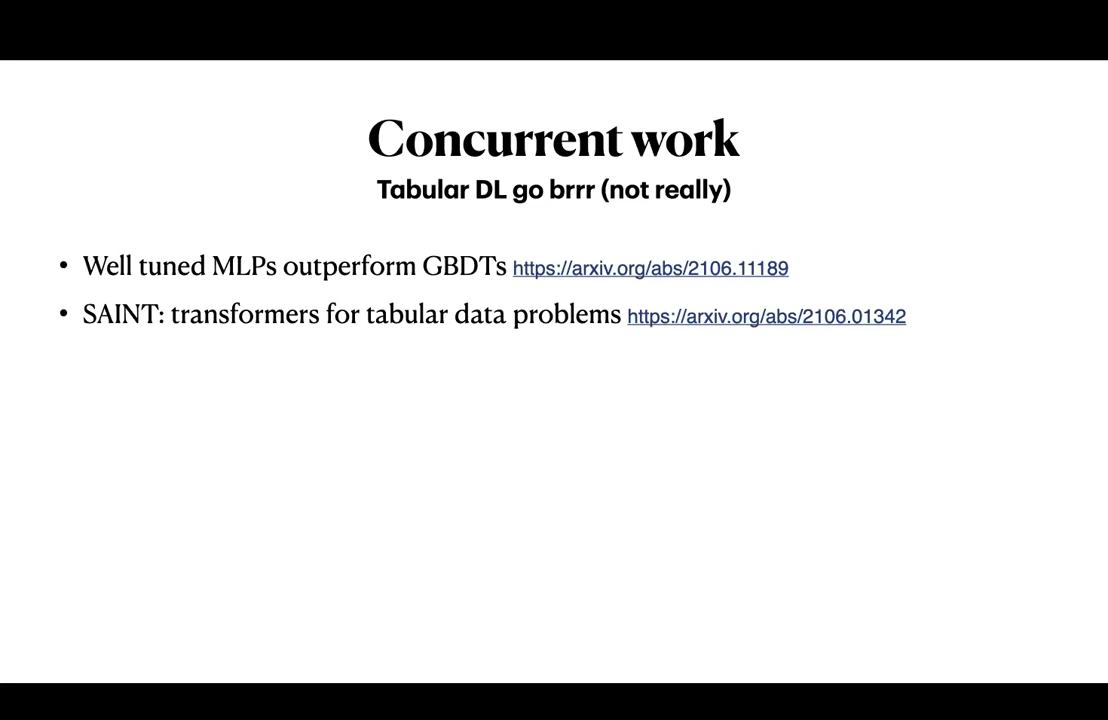 Concurrent work
Tabular DL go brrr (not really)
• Well tuned MLPs outperform GBDTs https://arxiv.org/abs/2106.11189
• SAINT: transformers for tabular data problems https://arxiv.org/abs/2106.01342